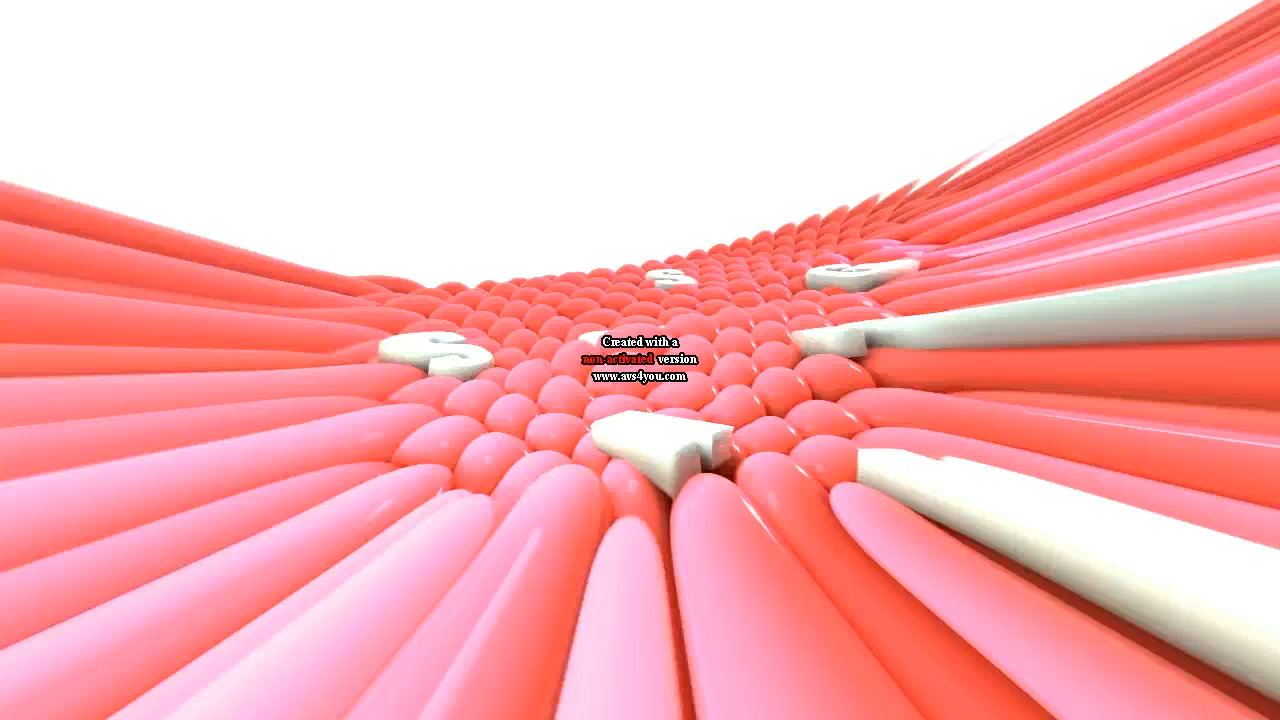 S
S
Created with a
non-activated version
www.avs4you.com